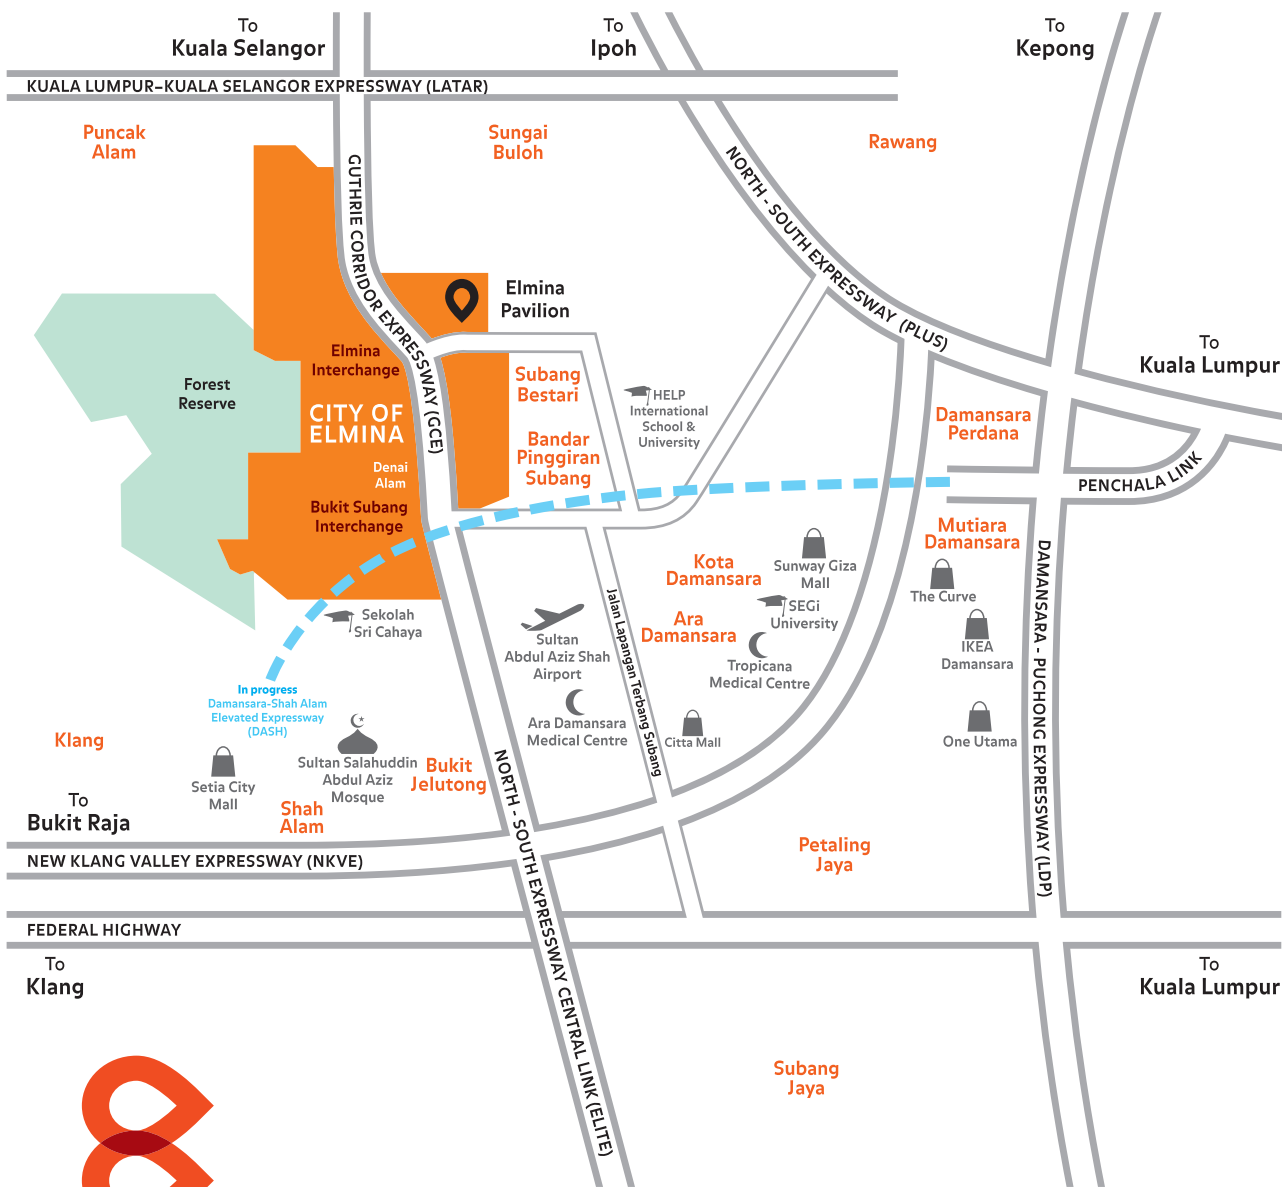 To
Kuala Selangor
To
Ipoh
To
Kepong
KUALA LUMPUR–KUALA SELANGOR EXPRESSWAY (LATAR)
Puncak
Alam
Sungai
Buloh
Rawang
GUTHRIE CORRIDOR EXPRESSWAY (GCE)
NORTH - SOUTH EXPRESSWAY (PLUS)
Elmina
Pavilion
To
Kuala Lumpur
Elmina
Interchange
Forest
Reserve
CITY OF
ELMINA
Subang
Bestari
HELP
International
School &
University
Damansara
Perdana
Bandar
Pinggiran
Subang
Denai
Alam
PENCHALA LINK
Bukit Subang
Interchange
Mutiara
Damansara
Kota
Damansara
Sunway Giza
Mall
The Curve
DAMANSARA - PUCHONG EXPRESSWAY (LDP)
Jalan Lapangan Terbang Subang
SEGi
University
Ara
Damansara
Sekolah
Sri Cahaya
Sultan
Abdul Aziz Shah
Airport
IKEA
Damansara
Tropicana
Medical Centre
In progress
Damansara-Shah Alam
Elevated Expressway
(DASH)
Ara Damansara
Medical Centre
Citta Mall
One Utama
Klang
Sultan Salahuddin
Abdul Aziz
Mosque
Bukit
Jelutong
Setia City
Mall
Shah
Alam
To
Bukit Raja
NORTH - SOUTH EXPRESSWAY CENTRAL LINK (ELITE)
Petaling
Jaya
NEW KLANG VALLEY EXPRESSWAY (NKVE)
FEDERAL HIGHWAY
To
Klang
To
Kuala Lumpur
Subang
Jaya